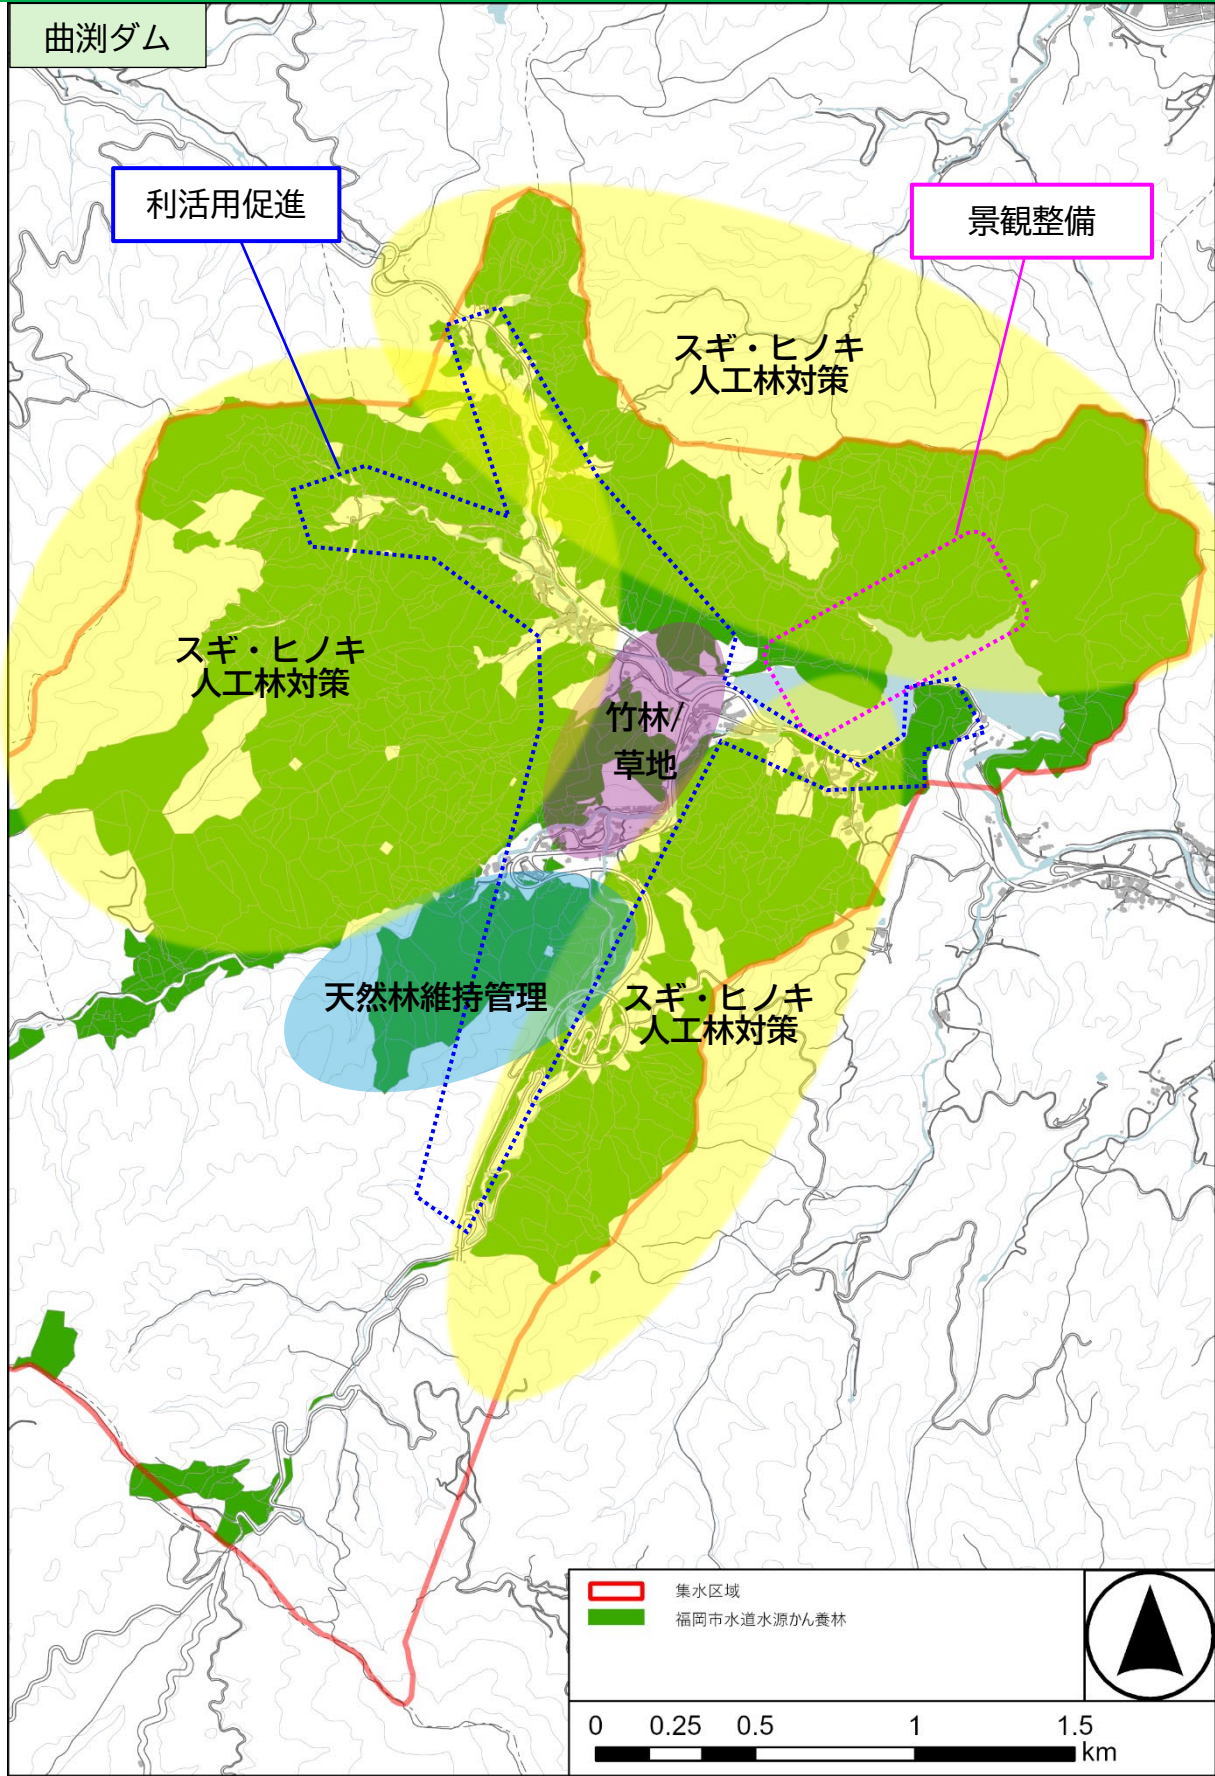 曲渕ダム
利活用促進
景観整備
スギ・ヒノキ
人工林対策
スギ・ヒノキ
人工林対策
竹林/
草地
天然林維持管理
スギ・ヒノキ
人工林対策
集水区域
福岡市水道水源かん養林
0 0.25 0.5 1 1.5
km